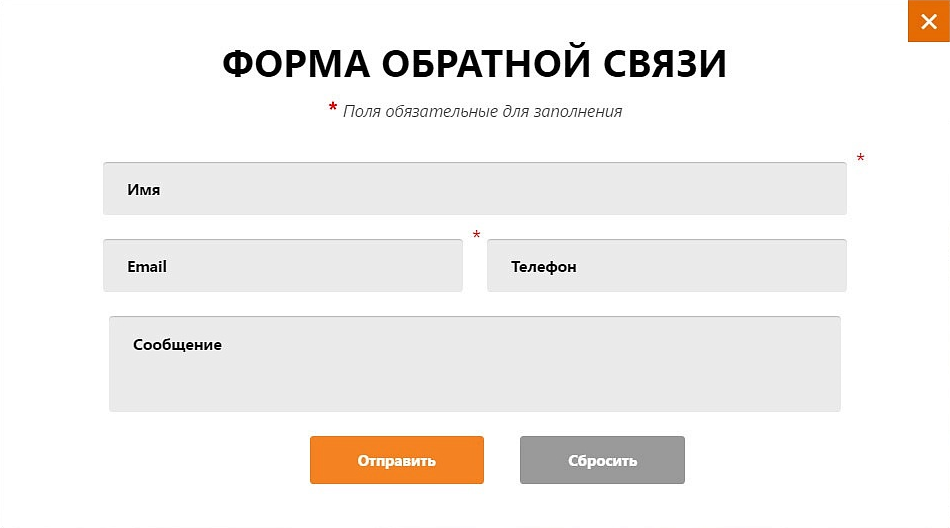 ФОРМА ОБРАТНОЙ СВЯЗИ
* Поля обязательные для заполнения
*
Имя
*
Email
Телефон
Сообщение
Отправить
Сбросить